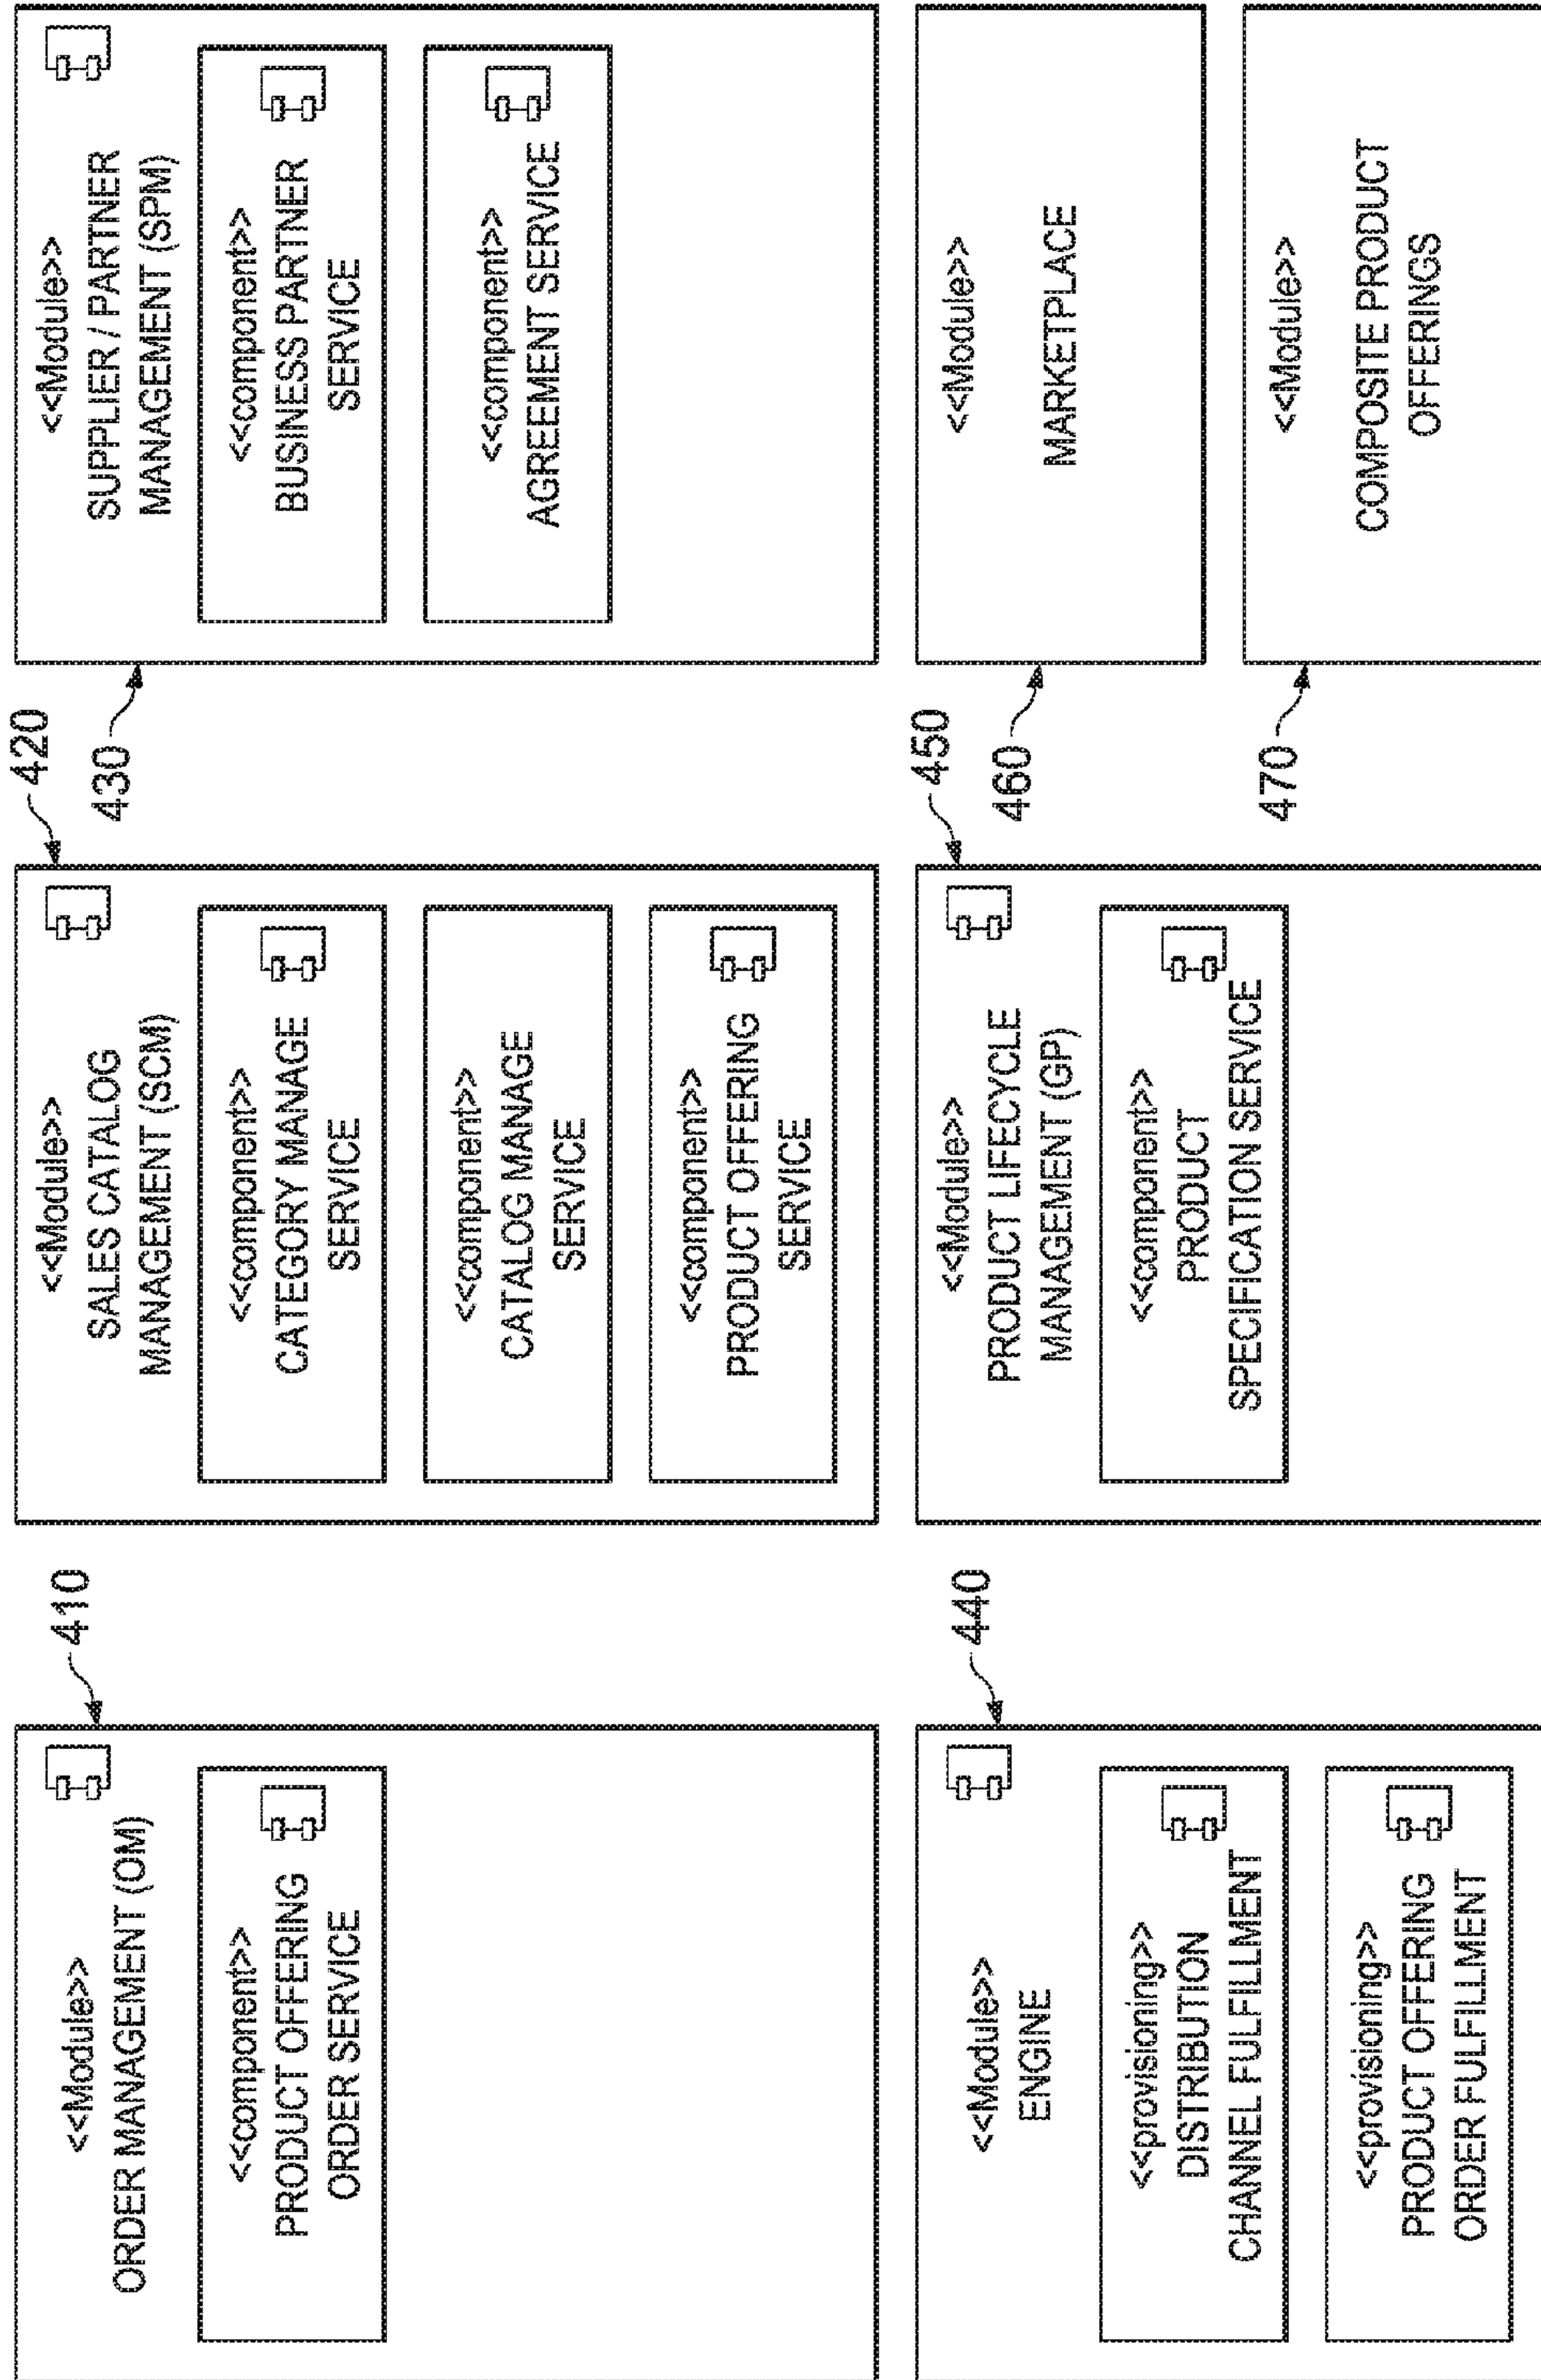 410
<<Module>>
ORDER MANAGEMENT (OM)
<<component>>
PRODUCT OFFERING
ORDER SERVICE
420
<<Module>>
SALES CATALOG
MANAGEMENT (SCM)
<<component>>
CATEGORY MANAGE
SERVICE
<<component>>
CATALOG MANAGE
SERVICE
<<component>>
PRODUCT OFFERING
SERVICE
430
<<Module>>
SUPPLIER / PARTNER
MANAGEMENT (SPM)
<<component>>
BUSINESS PARTNER
SERVICE
<<component>>
AGREEMENT SERVICE
440
<<Module>>
ENGINE
<<provisioning>>
DISTRIBUTION
CHANNEL FULFILLMENT
<<provisioning>>
PRODUCT OFFERING
ORDER FULFILLMENT
450
<<Module>>
PRODUCT LIFECYCLE
MANAGEMENT (GP)
<<component>>
PRODUCT
SPECIFICATION SERVICE
460
<<Module>>
MARKETPLACE
470
<<Module>>
COMPOSITE PRODUCT
OFFERINGS